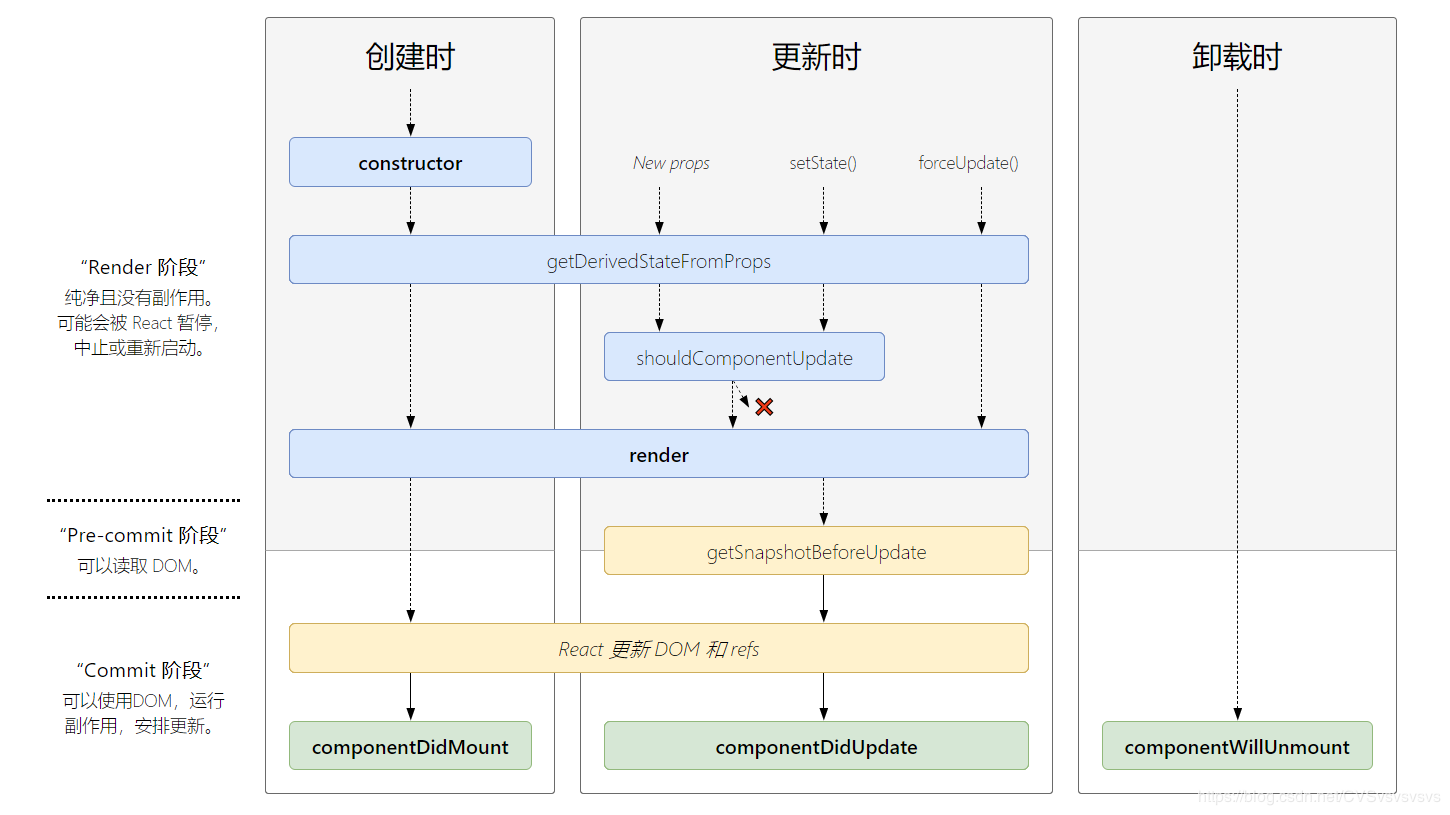 创建时
更新时
卸载时
constructor
New props
setState()
forceUpdate()
getDerivedStateFromProps
“Render 阶段”
纯净且没有副作用。
可能会被 React 暂停，
中止或重新启动。
shouldComponentUpdate
render
“Pre-commit 阶段”
可以读取 DOM。
getSnapshotBeforeUpdate
React 更新 DOM 和 refs
“Commit 阶段”
可以使用DOM，运行
副作用，安排更新。
componentDidMount
componentDidUpdate
componentWillUnmount
https://blog.csdn.net/CVSvsvsvsvs